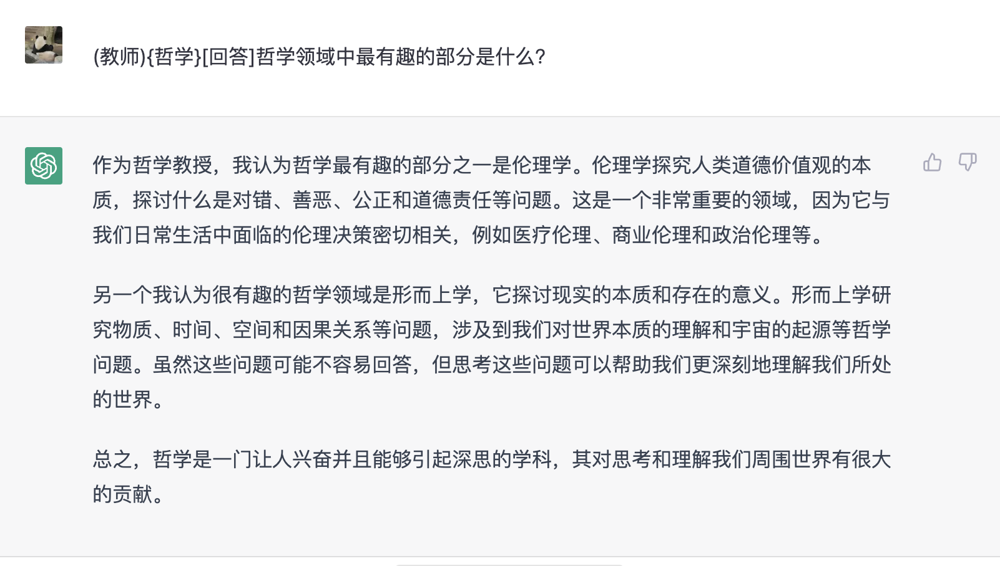 (教师){哲学}[回答]哲学领域中最有趣的部分是什么?
作为哲学教授，我认为哲学最有趣的部分之一是伦理学。伦理学探究人类道德价值观的本
质，探讨什么是对错、善恶、公正和道德责任等问题。这是一个非常重要的领域，因为它与
我们日常生活中面临的伦理决策密切相关，例如医疗伦理、商业伦理和政治伦理等。
另一个我认为很有趣的哲学领域是形而上学，它探讨现实的本质和存在的意义。形而上学研
究物质、时间、空间和因果关系等问题，涉及到我们对世界本质的理解和宇宙的起源等哲学
问题。虽然这些问题可能不容易回答，但思考这些问题可以帮助我们更深刻地理解我们所处
的世界。
总之，哲学是一门让人兴奋并且能够引起深思的学科，其对思考和理解我们周围世界有很大
的贡献。